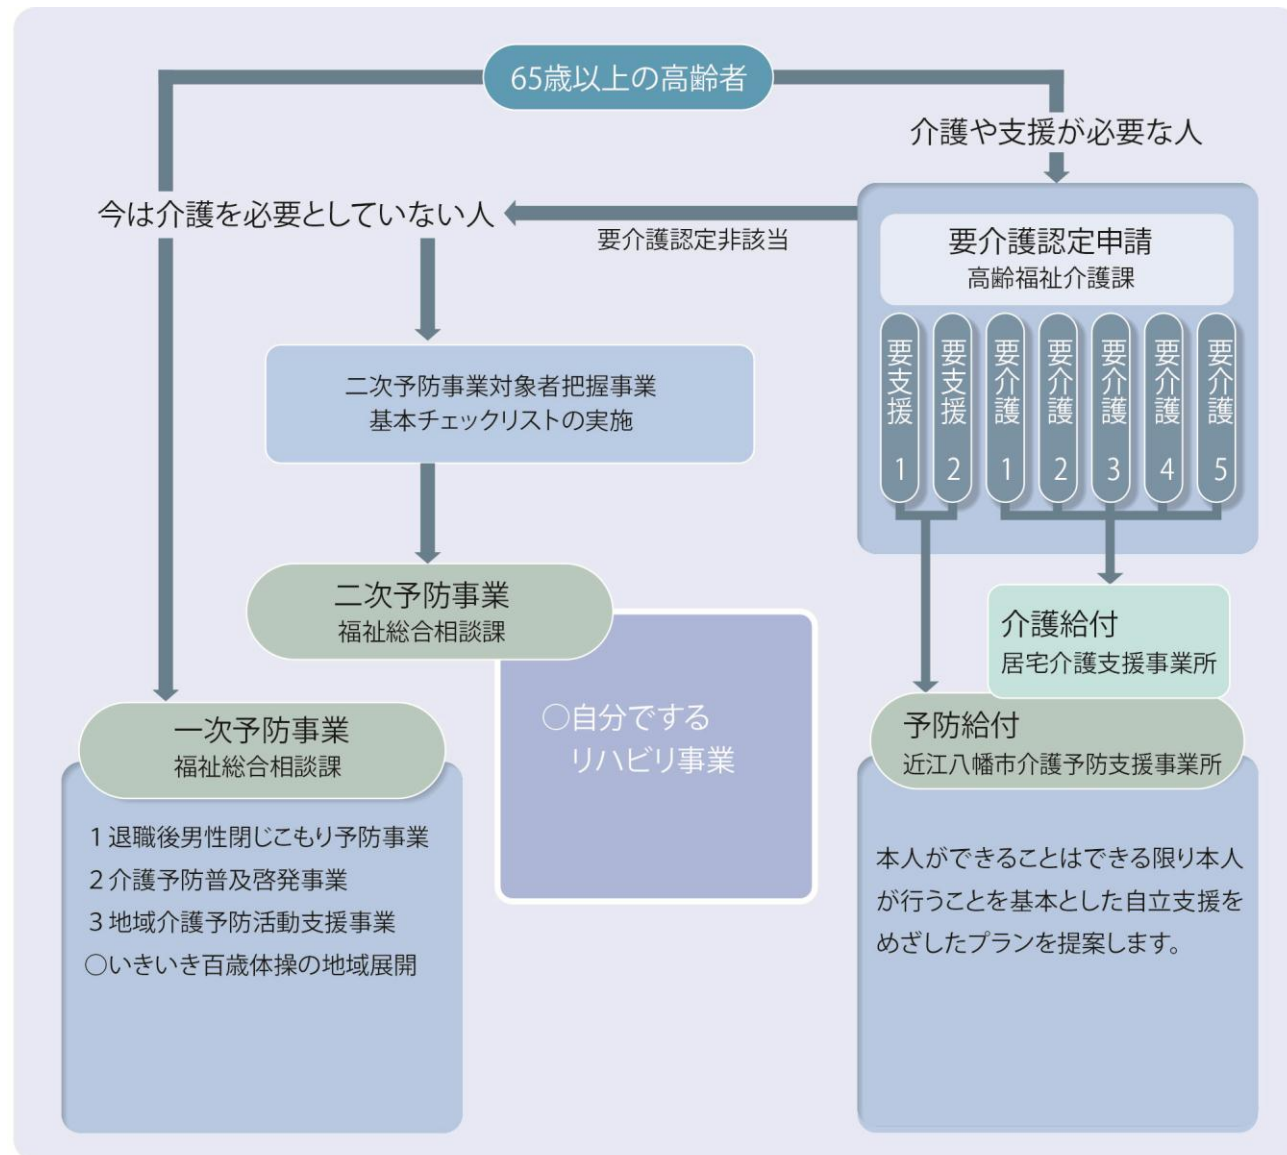 65歳以上の高齢者
介護や支援が必要な人
今は介護を必要としていない人
要介護認定非該当
要介護認定申請
高齢福祉介護課
要支援1
要支援2
要介護1
要介護2
要介護3
要介護4
要介護5
二次予防事業対象者把握事業
基本チェックリストの実施
二次予防事業
福祉総合相談課
○自分でする
リハビリ事業
介護給付
居宅介護支援事業所
一次予防事業
福祉総合相談課
1 退職後男性閉じこもり予防事業
2 介護予防普及啓発事業
3 地域介護予防活動支援事業
○いきいき百歳体操の地域展開
予防給付
近江八幡市介護予防支援事業所
本人ができることはできる限り本人
が行うことを基本とした自立支援を
めざしたプランを提案します。